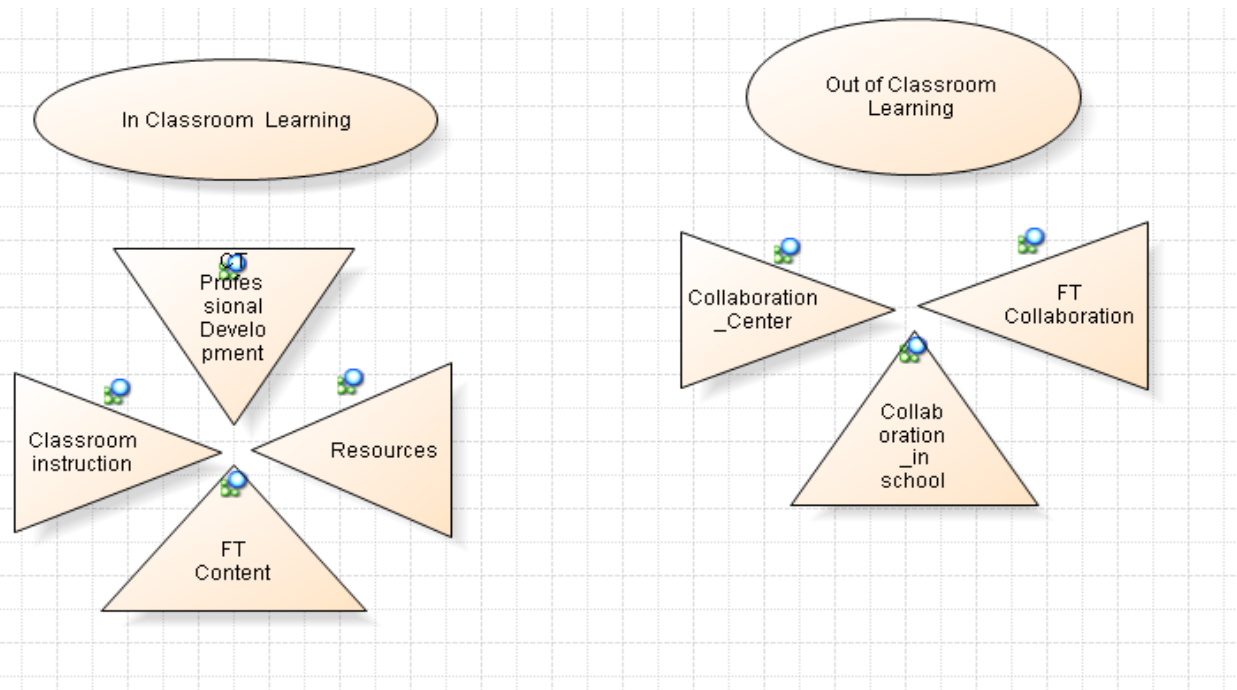 In Classroom  Learning
Out of Classroom
Learning
CT
Profes
sional
Develo
pment
Classroom
instruction
Resources
FT
Content
Collaboration
_Center
FT
Collaboration
Collab
oration
_in
school